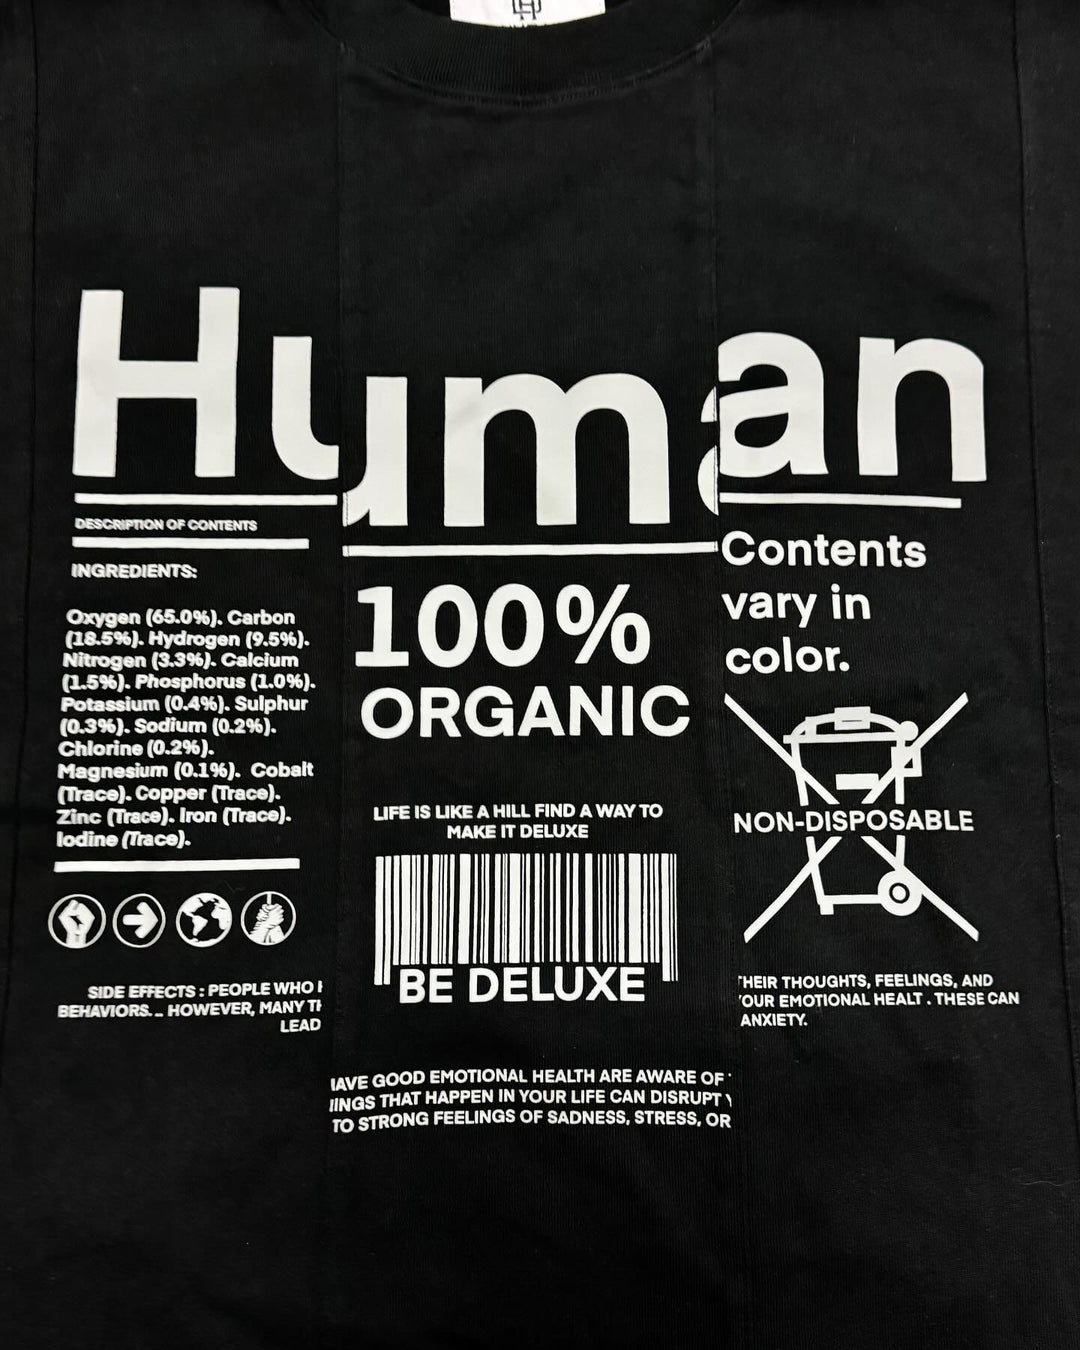 Human
DESCRIPTION OF CONTENTS
INGREDIENTS:
Oxygen (65.0%). Carbon
(18.5%). Hydrogen (9.5%).
Nitrogen (3.3%). Calcium
(1.5%). Phosphorus (1.0%).
Potassium (0.4%). Sulphur
(0.3%). Sodium (0.2%).
Chlorine (0.2%).
Magnesium (0.1%). Cobalt
(Trace). Copper (Trace).
Zinc (Trace). Iron (Trace).
Iodine (Trace).
100%
ORGANIC
LIFE IS LIKE A HILL FIND A WAY TO
MAKE IT DELUXE
BE DELUXE
Contents
vary in
color.
NON-DISPOSABLE
SIDE EFFECTS : PEOPLE WHO HAVE GOOD EMOTIONAL HEALTH ARE AWARE OF THEIR THOUGHTS, FEELINGS, AND
BEHAVIORS... HOWEVER, MANY THINGS THAT HAPPEN IN YOUR LIFE CAN DISRUPT YOUR EMOTIONAL HEALT . THESE CAN
LEAD TO STRONG FEELINGS OF SADNESS, STRESS, OR ANXIETY.